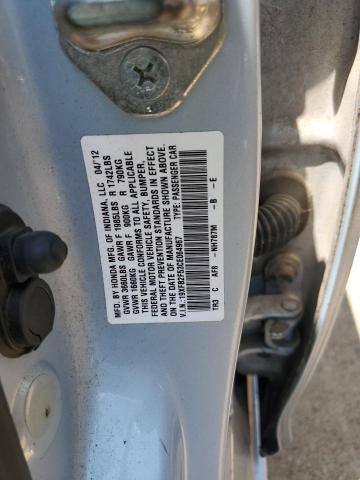 MFD. BY HONDA MFG. OF INDIANA, LLC 04/12
GVWR 3660LBS GAWR F 1985LBS R 1742LBS
GVWR 1660KG GAWR F 900KG R 790KG
THIS VEHICLE CONFORMS TO ALL APPLICABLE
FEDERAL MOTOR VEHICLE SAFETY, BUMPER,
AND THEFT PREVENTION STANDARDS IN EFFECT
ON THE DATE OF MANUFACTURE SHOWN ABOVE.
V.I.N.: 19XFB2F52CE064967 TYPE: PASSENGER CAR
TR3 C AFB -NH787M -B -E